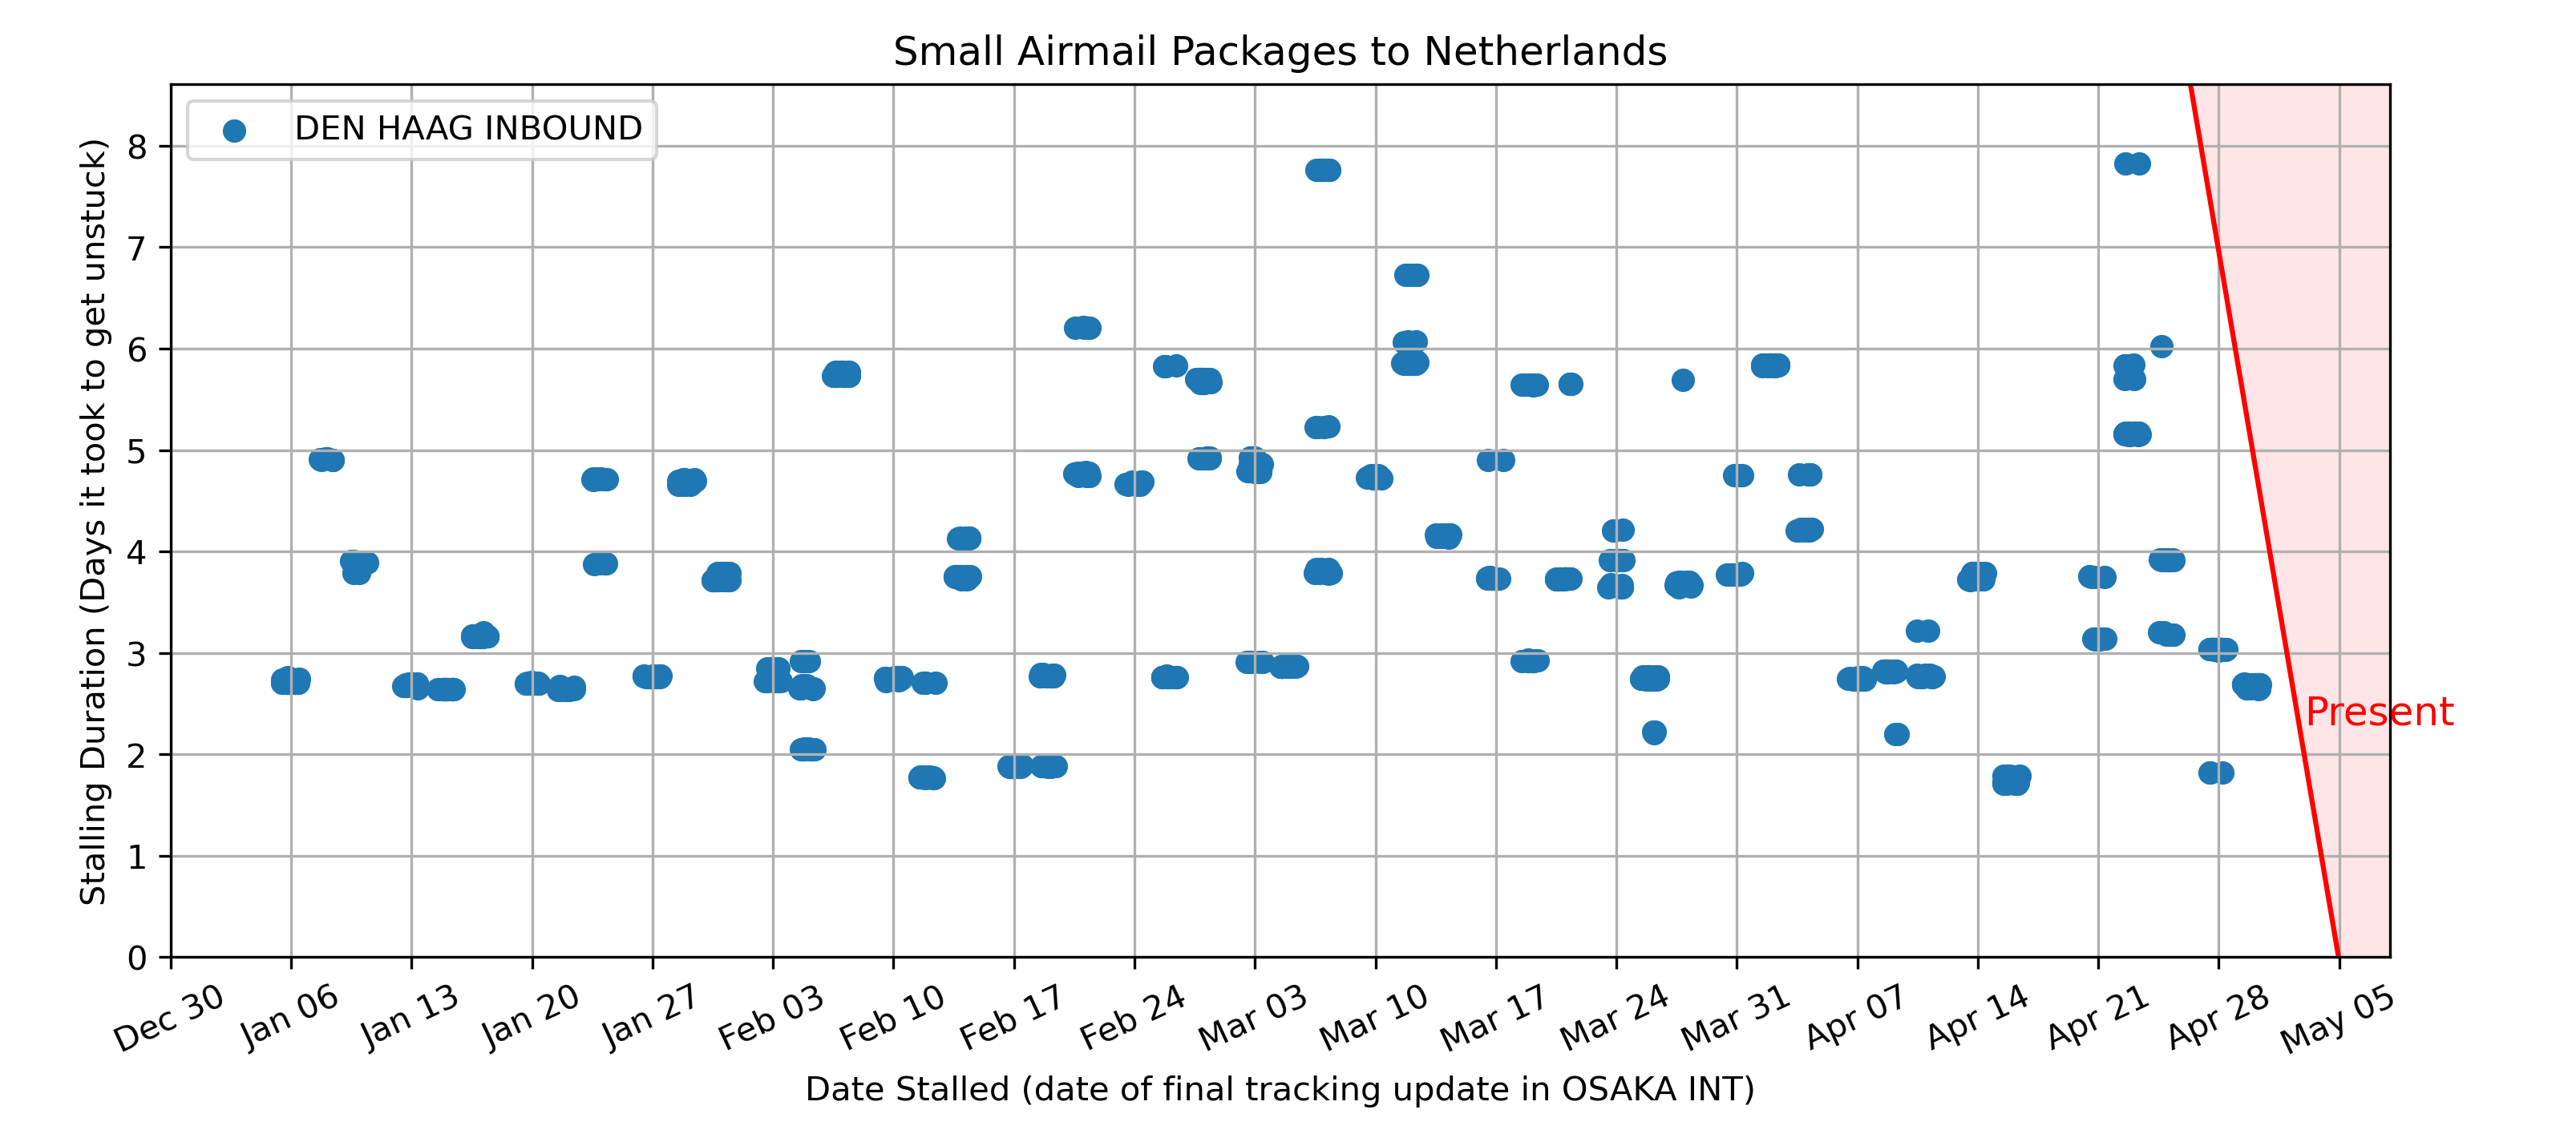 Small Airmail Packages to Netherlands
DEN HAAG INBOUND
Stalling Duration (Days it took to get unstuck)
8
7
6
5
4
3
2
1
0
Present
Dec 30
Jan 06
Jan 13
Jan 20
Jan 27
Feb 03
Feb 10
Feb 17
Feb 24
Mar 03
Mar 10
Mar 17
Mar 24
Mar 31
Apr 07
Apr 14
Apr 21
Apr 28
May 05
Date Stalled (date of final tracking update in OSAKA INT)